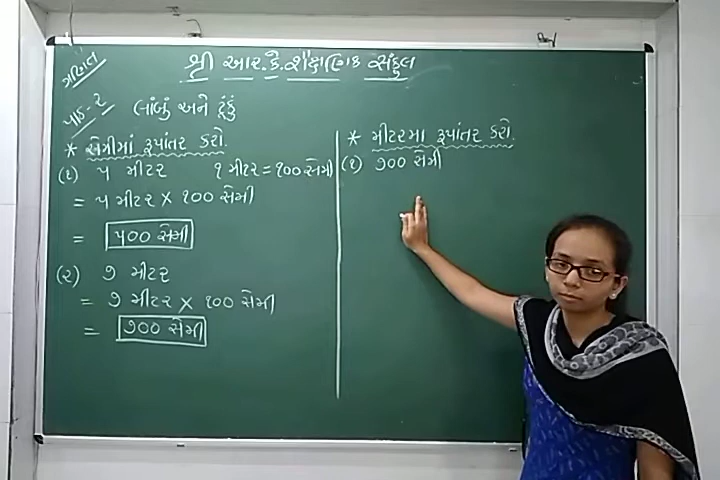 ગણિત
શ્રી આર.કે.શૈક્ષણિક સંકુલ
પાઠ-૨
લાંબું અને ટૂંકું
* સેમીમાં રૂપાંતર કરો.
(૧) ૫ મીટર ૧ મીટર = ૧૦૦ સેમી
= ૫ મીટર × ૧૦૦ સેમી
= ૫૦૦ સેમી
(૨) ૭ મીટર
= ૭ મીટર × ૧૦૦ સેમી
= ૭૦૦ સેમી
* મીટરમા રૂપાંતર કરો.
(૧) ૭૦૦ સેમી